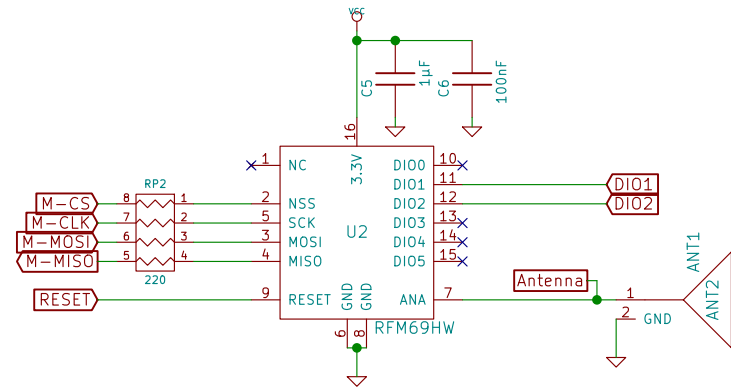 VCC
C5
1µF
C6
100nF
16
3.3V
1
NC
DIO0
10
DIO1
11
DIO1
RP2
M-CS
8
1
2
NSS
DIO2
12
DIO2
M-CLK
7
2
5
SCK
DIO3
13
M-MOSI
6
3
3
MOSI
U2
DIO4
14
M-MISO
5
4
4
MISO
DIO5
15
220
ANT1
Antenna
RESET
9
RESET
GND
GND
ANA
7
1
ANT2
2
GND
6
8
RFM69HW